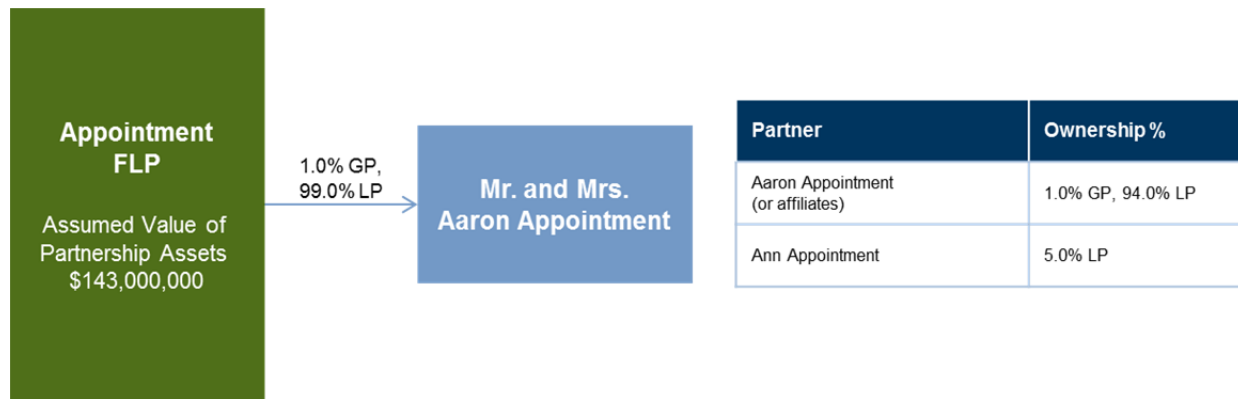 Appointment
FLP
Assumed Value of
Partnership Assets
$143,000,000
1.0% GP,
99.0% LP
Mr. and Mrs.
Aaron Appointment
Partner Ownership %
Aaron Appointment
(or affiliates)
1.0% GP, 94.0% LP
Ann Appointment 5.0% LP